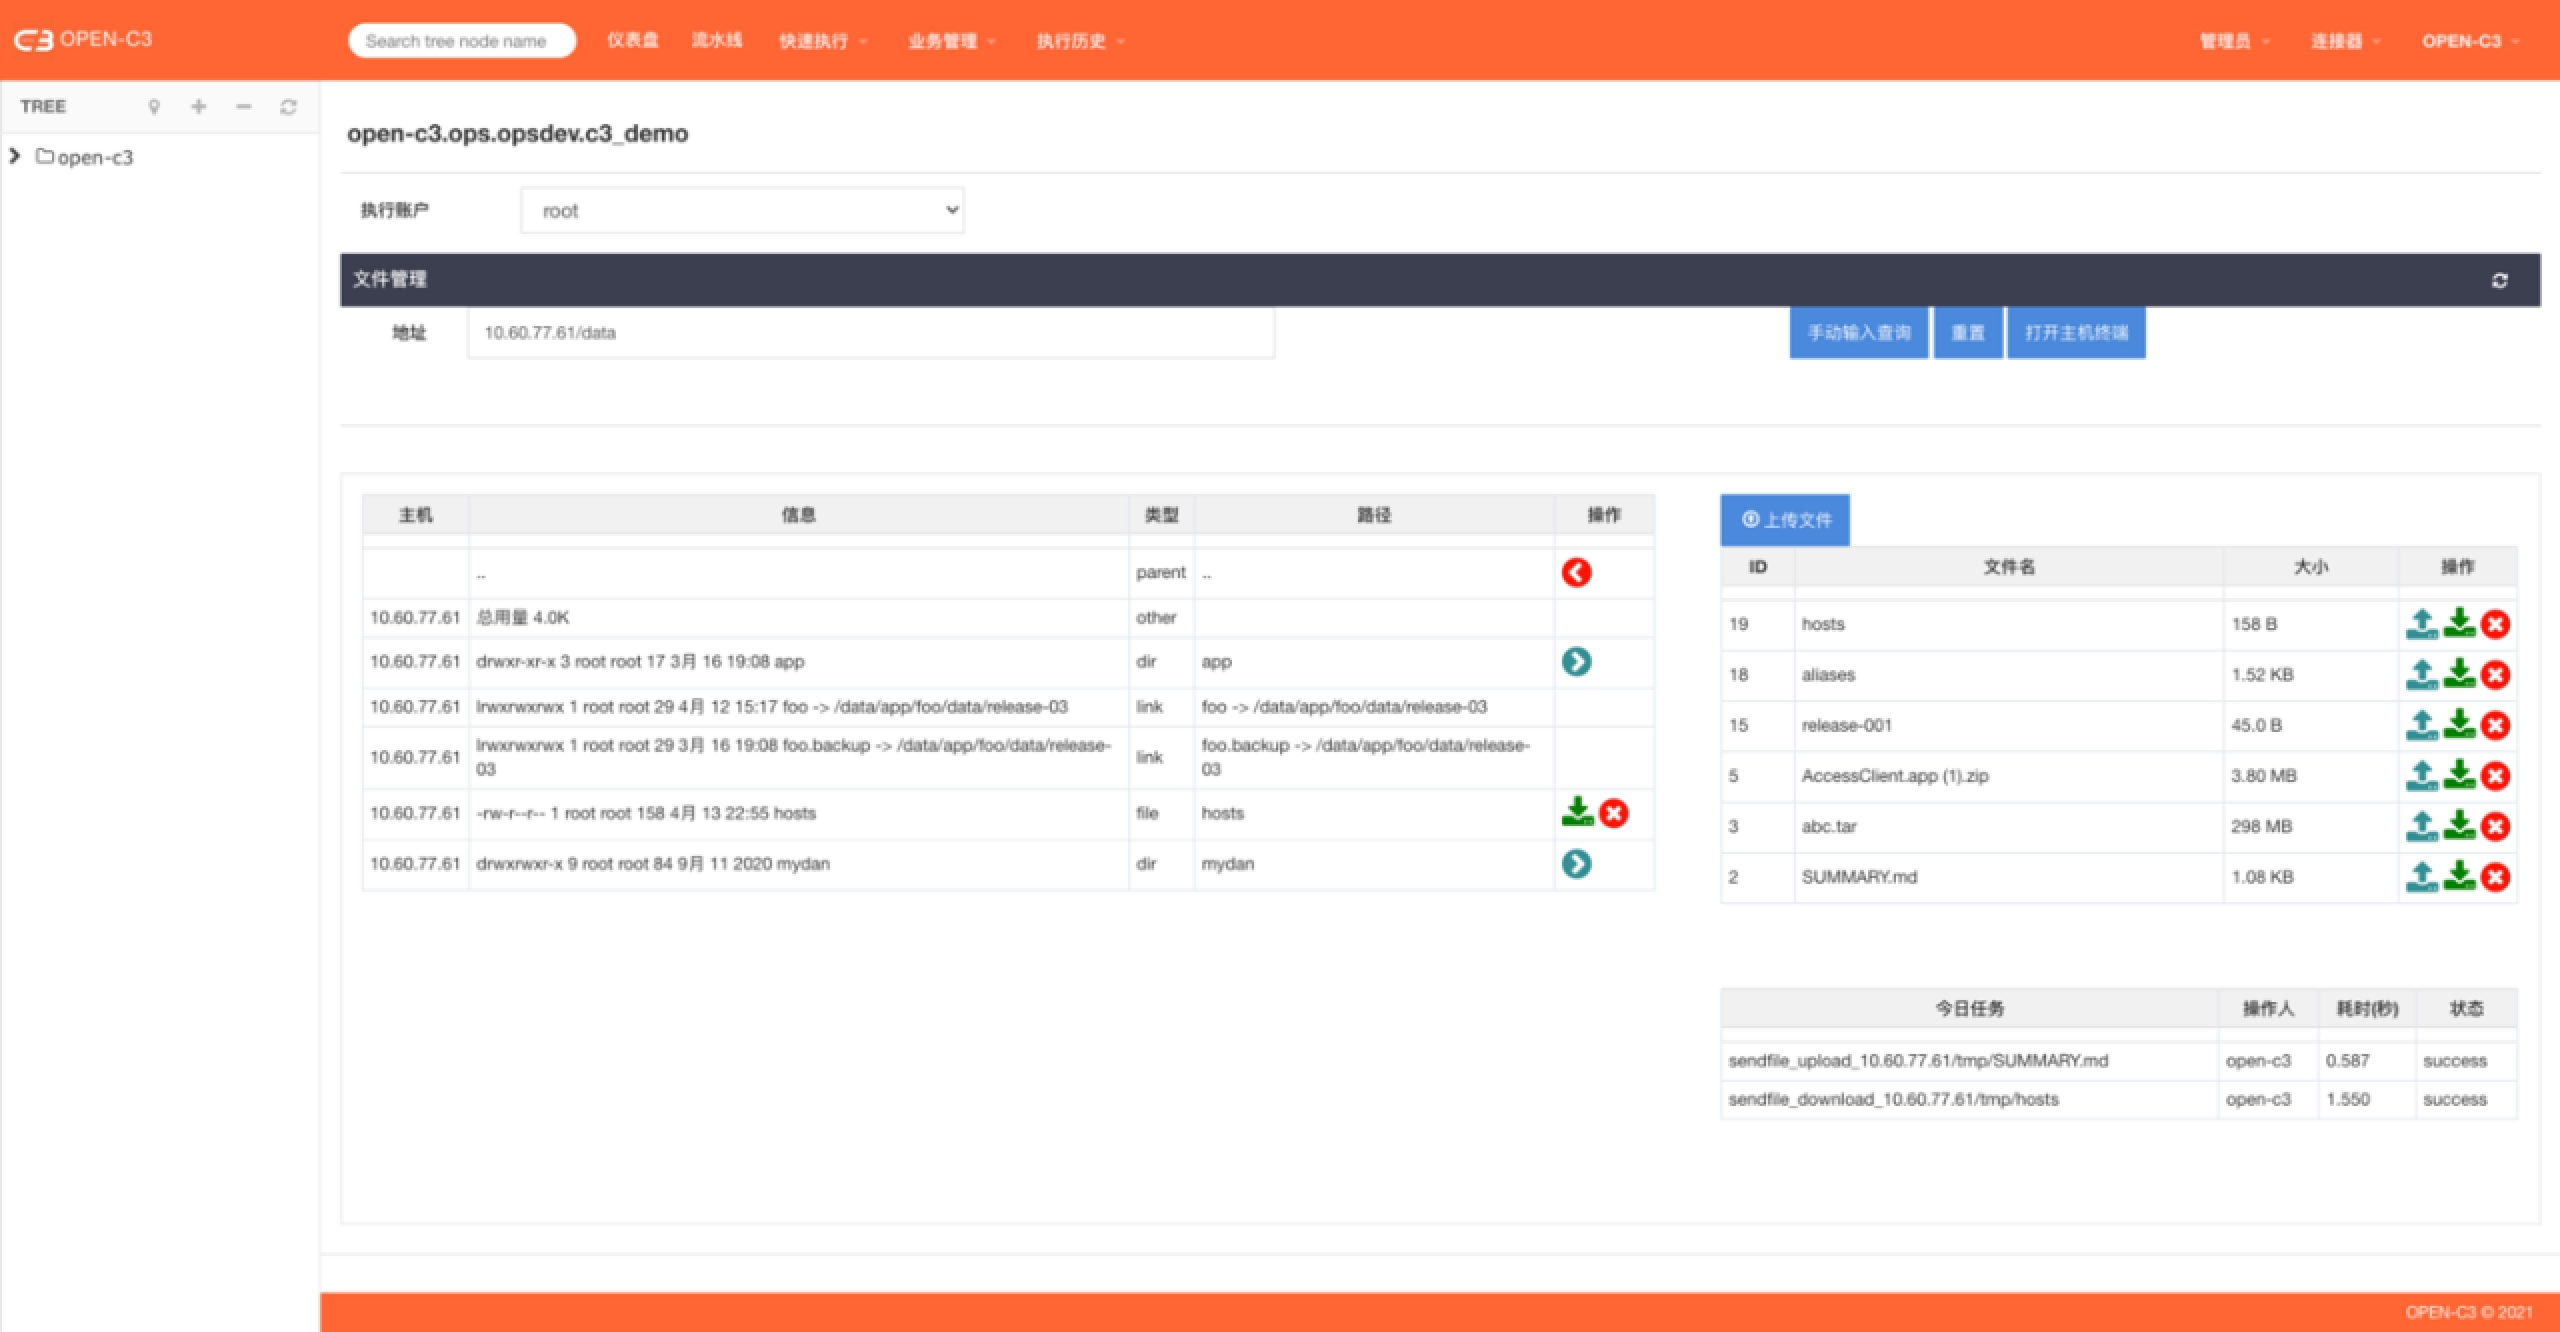 OPEN-C3
Search tree node name 仪表盘 流水线 快速执行 业务管理 执行历史 管理员 连接器 OPEN-C3
TREE
open-c3
open-c3.ops.opsdev.c3_demo
执行账户 root
文件管理
地址 10.60.77.61/data 手动输入查询 重置 打开主机终端
主机 信息 类型 路径 操作
.. parent ..
10.60.77.61 总用量 4.0K other
10.60.77.61 drwxr-xr-x 3 root root 17 3月 16 19:08 app dir app
10.60.77.61 lrwxrwxrwx 1 root root 29 4月 12 15:17 foo -> /data/app/foo/data/release-03 link foo -> /data/app/foo/data/release-03
10.60.77.61 lrwxrwxrwx 1 root root 29 3月 16 19:08 foo.backup -> /data/app/foo/data/release- link foo.backup -> /data/app/foo/data/release-
03 03
10.60.77.61 -rw-r--r-- 1 root root 158 4月 13 22:55 hosts file hosts
10.60.77.61 drwxrwxr-x 9 root root 84 9月 11 2020 mydan dir mydan
上传文件
ID 文件名 大小 操作
19 hosts 158 B
18 aliases 1.52 KB
15 release-001 45.0 B
5 AccessClient.app (1).zip 3.80 MB
3 abc.tar 298 MB
2 SUMMARY.md 1.08 KB
今日任务 操作人 耗时(秒) 状态
sendfile_upload_10.60.77.61/tmp/SUMMARY.md open-c3 0.587 success
sendfile_download_10.60.77.61/tmp/hosts open-c3 1.550 success
OPEN-C3 © 2021